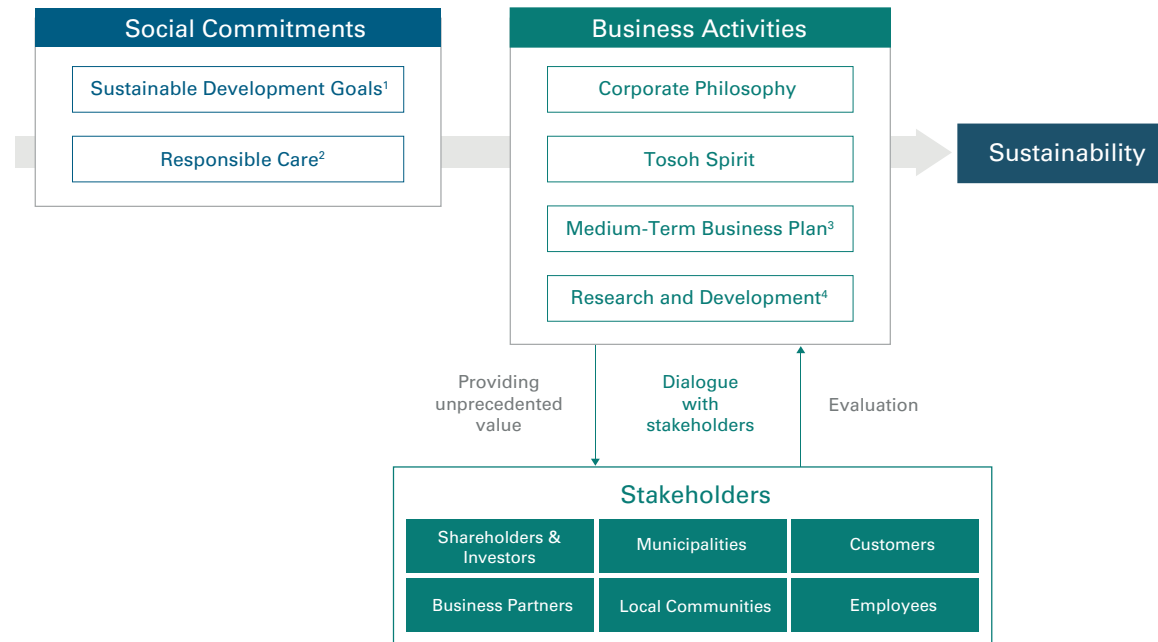 Social Commitments
Sustainable Development Goals¹
Responsible Care²
Business Activities
Corporate Philosophy
Tosoh Spirit
Medium-Term Business Plan³
Research and Development⁴
Sustainability
Providing
unprecedented
value
Dialogue
with
stakeholders
Evaluation
Stakeholders
Shareholders &
Investors
Municipalities
Customers
Business Partners
Local Communities
Employees